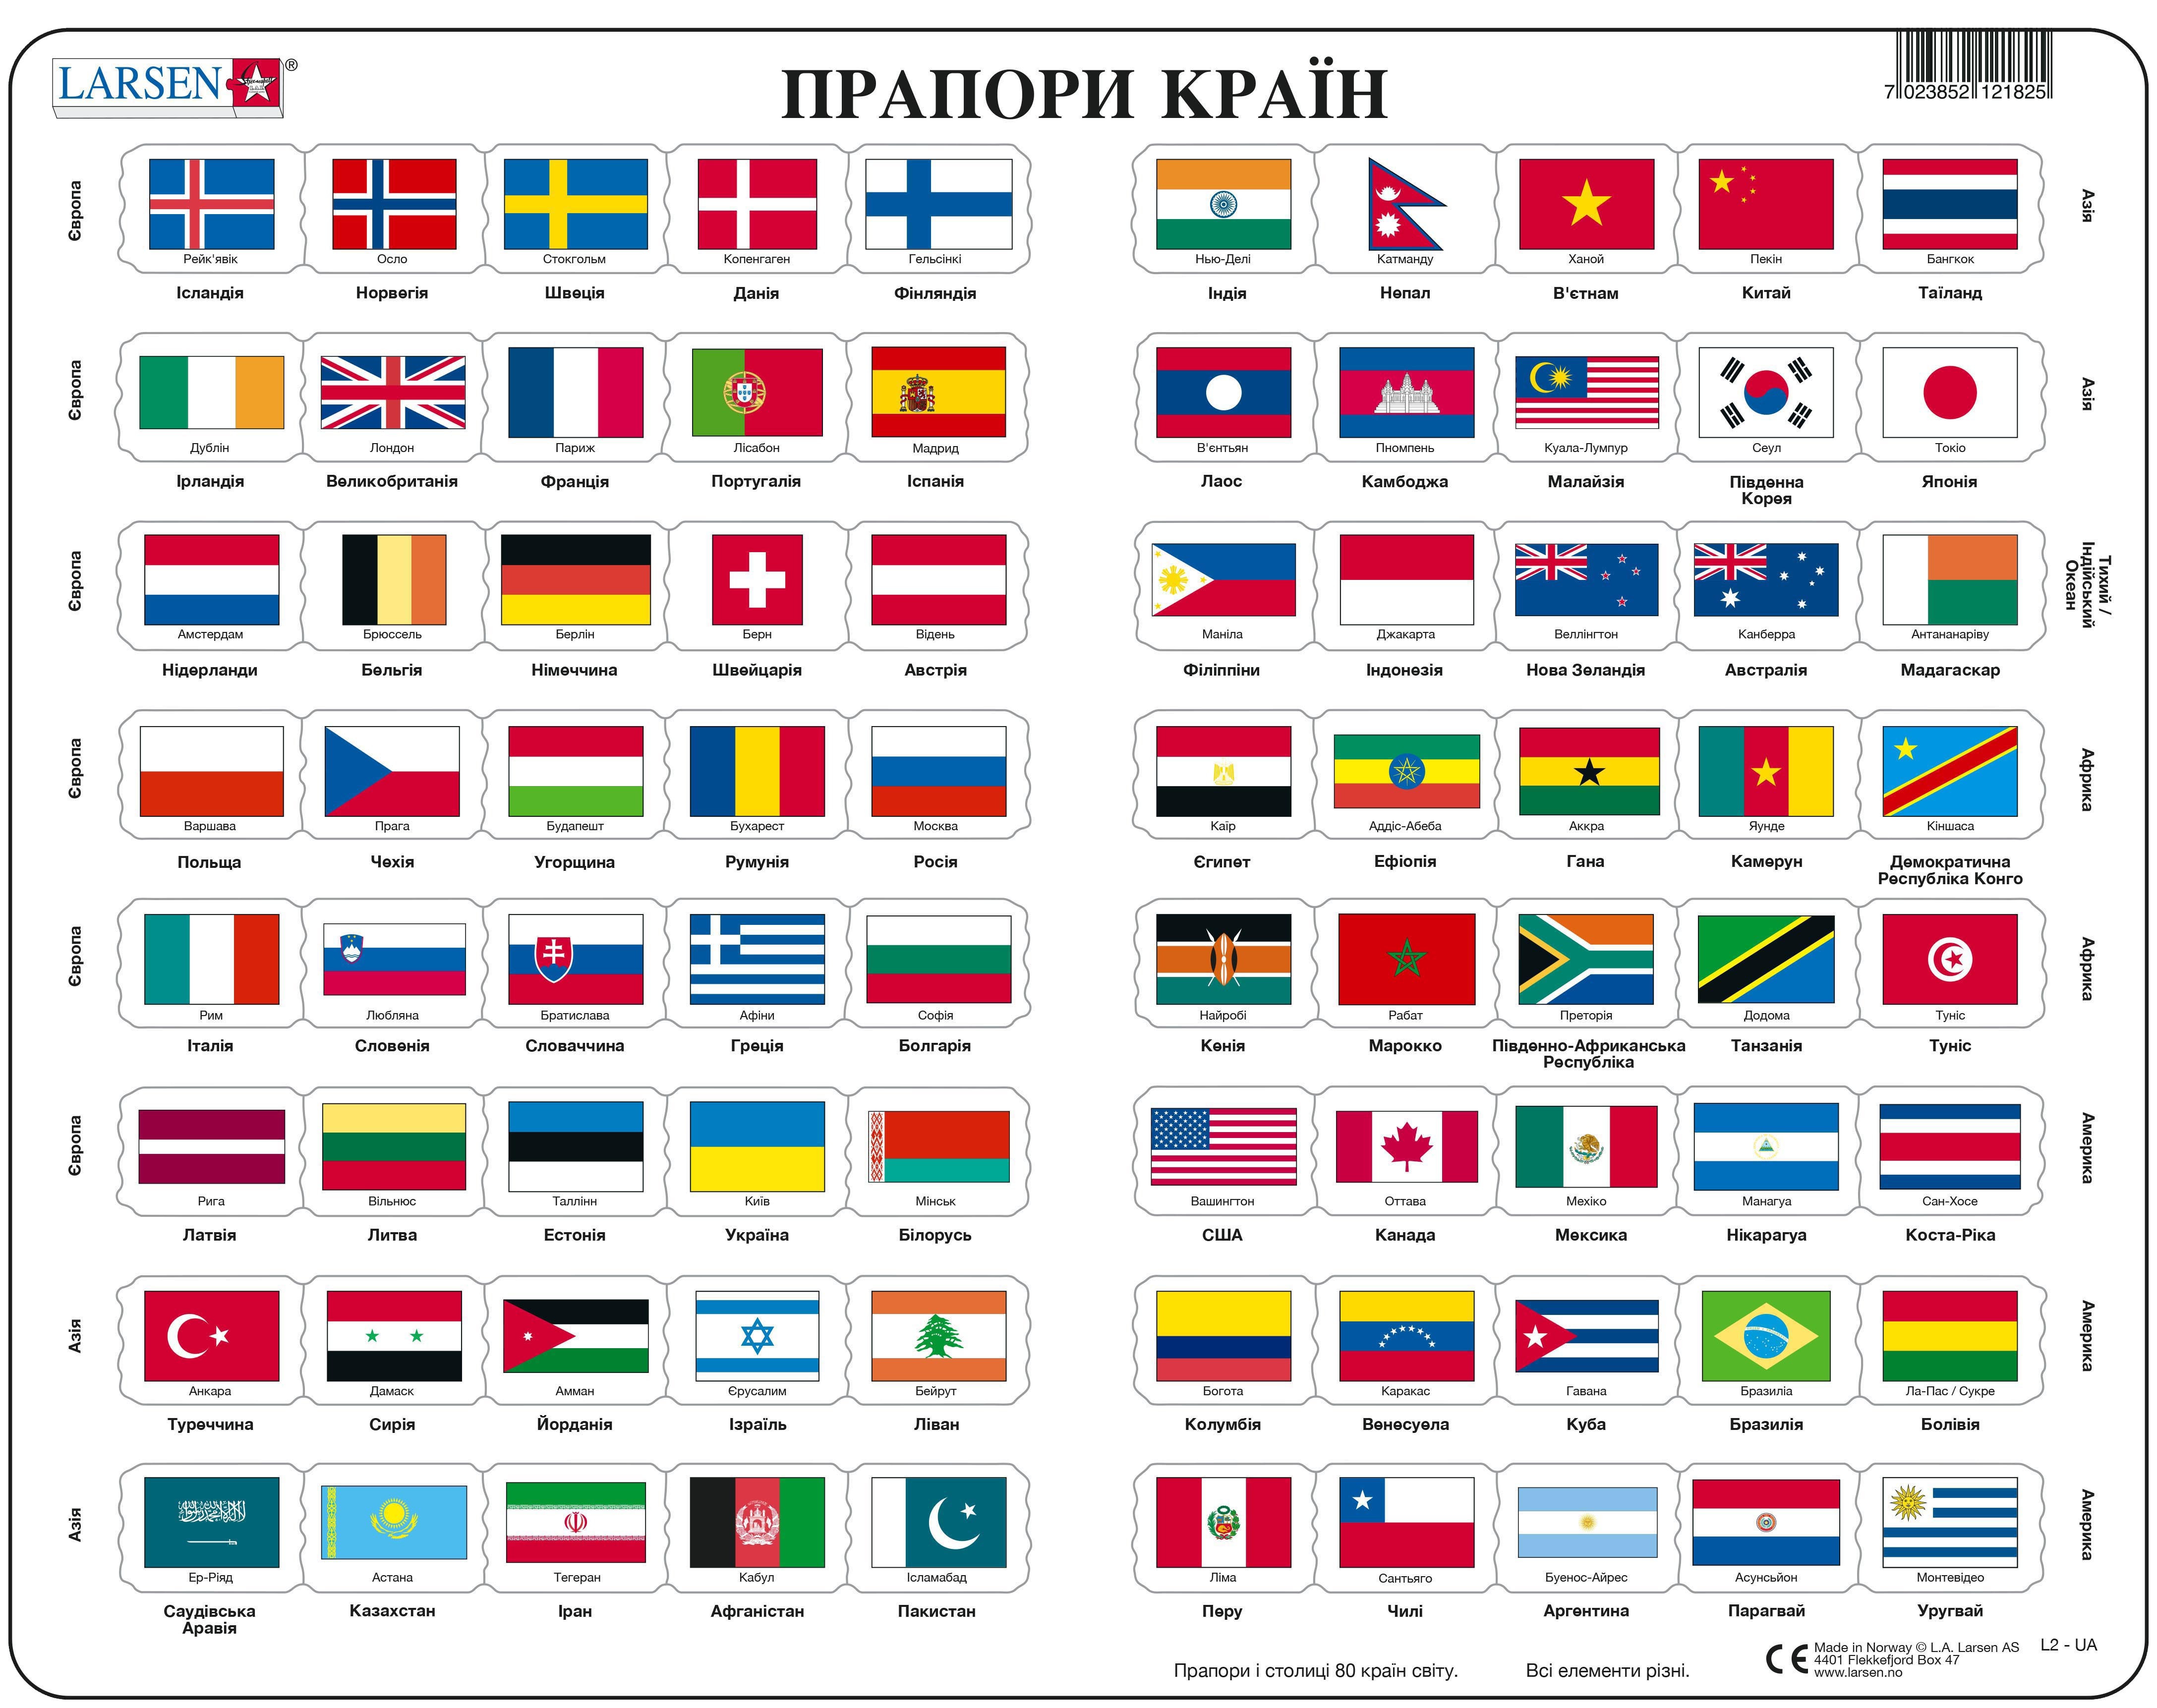 LARSEN®
ПРАПОРИ КРАЇН
7 023852 121825
Європа
Рейк'явік Осло Стокгольм Копенгаген Гельсінкі
Ісландія Норвегія Швеція Данія Фінляндія
Європа
Дублін Лондон Париж Лісабон Мадрид
Ірландія Великобританія Франція Португалія Іспанія
Європа
Амстердам Брюссель Берлін Берн Відень
Нідерланди Бельгія Німеччина Швейцарія Австрія
Європа
Варшава Прага Будапешт Бухарест Москва
Польща Чехія Угорщина Румунія Росія
Європа
Рим Любляна Братислава Афіни Софія
Італія Словенія Словаччина Греція Болгарія
Європа
Рига Вільнюс Таллінн Київ Мінськ
Латвія Литва Естонія Україна Білорусь
Азія
Анкара Дамаск Амман Єрусалим Бейрут
Туреччина Сирія Йорданія Ізраїль Ліван
Азія
Ер-Ріяд Астана Тегеран Кабул Ісламабад
Саудівська Казахстан Іран Афганістан Пакистан
Аравія
Азія
Нью-Делі Катманду Ханой Пекін Бангкок
Індія Непал В'єтнам Китай Таїланд
Азія
В'єнтьян Пномпень Куала-Лумпур Сеул Токіо
Лаос Камбоджа Малайзія Південна Японія
Корея
Тихий /
Індійський
Океан
Маніла Джакарта Веллінгтон Канберра Антананаріву
Філіппіни Індонезія Нова Зеландія Австралія Мадагаскар
Африка
Каїр Аддіс-Абеба Аккра Яунде Кіншаса
Єгипет Ефіопія Гана Камерун Демократична
Республіка Конго
Африка
Найробі Рабат Преторія Додома Туніс
Кенія Марокко Південно-Африканська Танзанія Туніс
Республіка
Америка
Вашингтон Оттава Мехіко Манагуа Сан-Хосе
США Канада Мексика Нікарагуа Коста-Ріка
Америка
Богота Каракас Гавана Бразиліа Ла-Пас / Сукре
Колумбія Венесуела Куба Бразилія Болівія
Америка
Ліма Сантьяго Буенос-Айрес Асунсьйон Монтевідео
Перу Чилі Аргентина Парагвай Уругвай
Прапори і столиці 80 країн світу. Всі елементи різні.
CE
Made in Norway © L.A. Larsen AS
4401 Flekkefjord Box 47
www.larsen.no
L2 - UA